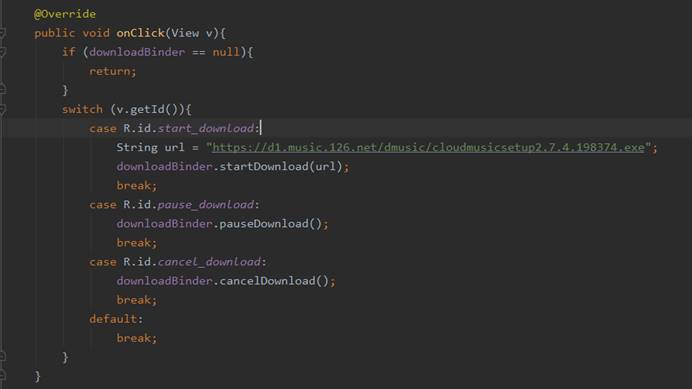 @Override
public void onClick(View v){
if (downloadBinder == null){
return;
}
switch (v.getId()){
case R.id.start_download:
String url = "https://d1.music.126.net/dmusic/cloudmusicsetup2.7.4.198374.exe";
downloadBinder.startDownload(url);
break;
case R.id.pause_download:
downloadBinder.pauseDownload();
break;
case R.id.cancel_download:
downloadBinder.cancelDownload();
break;
default:
break;
}
}